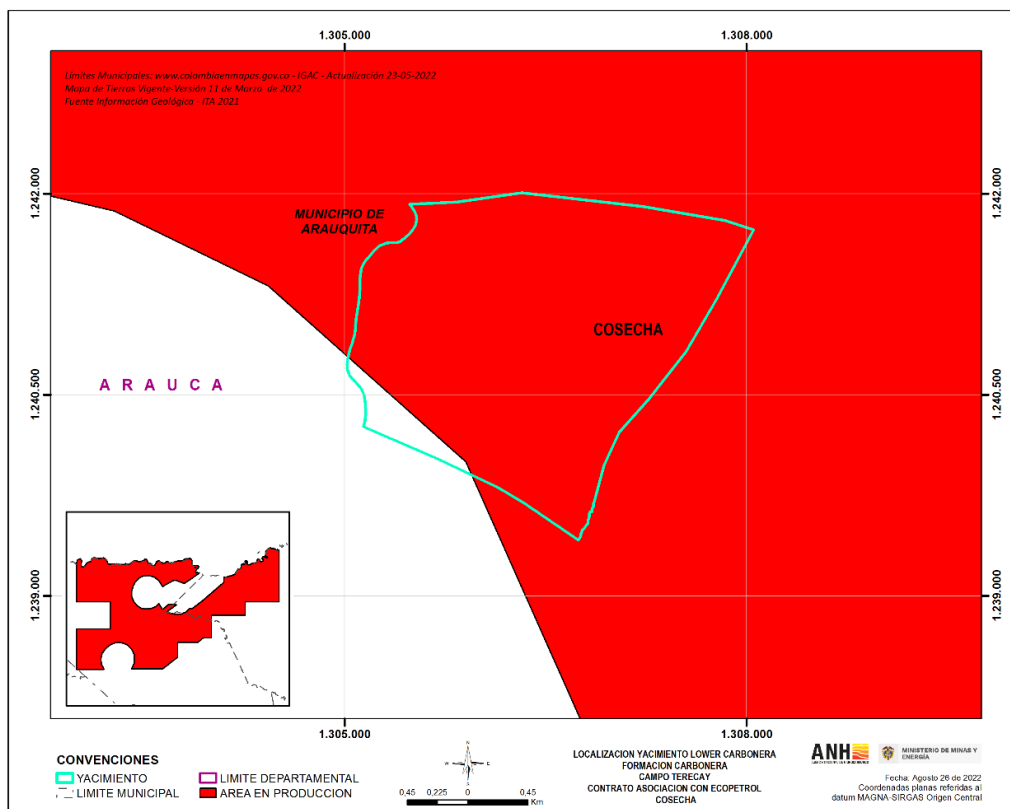 1.305.000
1.308.000
Límites Municipales: www.colombiaenmapas.gov.co - IGAC - Actualización 23-05-2022
Mapa de Tierras Vigente-Versión 11 de Marzo de 2022
Fuente Información Geológica - ITA 2021
1.242.000
1.242.000
MUNICIPIO DE
ARAUQUITA
COSECHA
ARAUCA
1.240.500
1.240.500
1.239.000
1.239.000
1.305.000
1.308.000
CONVENCIONES
YACIMIENTO
LIMITE DEPARTAMENTAL
LIMITE MUNICIPAL
AREA EN PRODUCCION
N
W
E
S
0,45
0,225
0
0,45
Km
LOCALIZACION YACIMIENTO LOWER CARBONERA
FORMACION CARBONERA
CAMPO TERECAY
CONTRATO ASOCIACION CON ECOPETROL
COSECHA
ANH
MINISTERIO DE MINAS Y
ENERGÍA
Fecha: Agosto 26 de 2022
Coordenadas planas referidas al
datum MAGNA-SIRGAS Origen Central